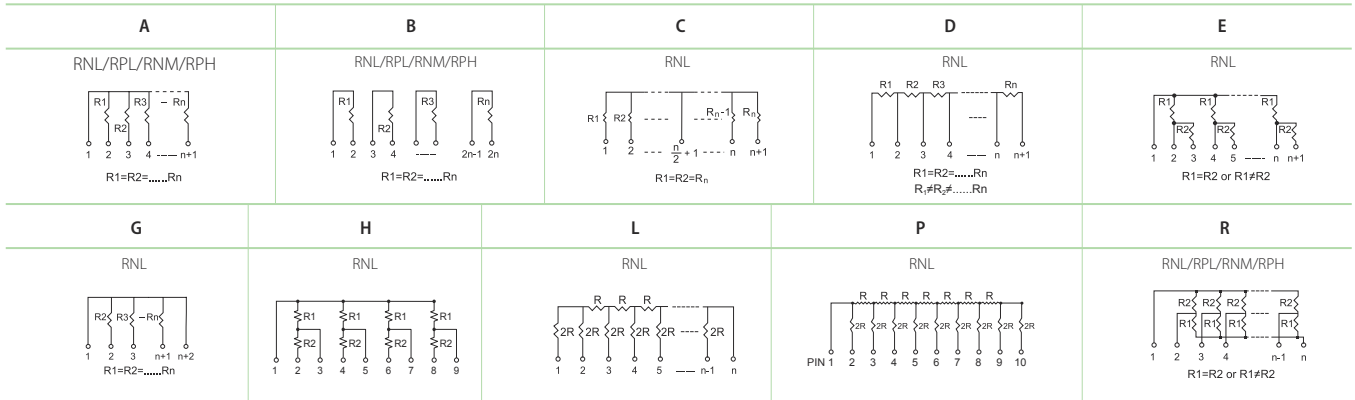 A B C D E
RNL/RPL/RNM/RPH
R1 R2 R3 Rn
1 2 3 4 n+1
R1=R2=......Rn
RNL/RPL/RNM/RPH
R1 R2 R3 Rn
1 2 3 4 2n-1 2n
R1=R2=......Rn
RNL
R1 R2 Rn-1 Rn
1 2 n/2 + 1 n n+1
R1=R2=Rn
RNL
R1 R2 R3 Rn
1 2 3 4 n n+1
R1=R2=......Rn
R1≠R2≠......Rn
RNL
R1 R1 R1
R2 R2 R2
1 2 3 4 5 n n+1
R1=R2 or R1≠R2
G H L P R
RNL
R2 R3 Rn
1 2 3 n+1 n+2
R1=R2=......Rn
RNL
R1 R1 R1 R1
R2 R2 R2 R2
1 2 3 4 5 6 7 8 9
RNL
R R R
2R 2R 2R 2R 2R 2R
1 2 3 4 5 n-1 n
RNL
R R R R R R R
2R 2R 2R 2R 2R 2R 2R 2R 2R
PIN 1 2 3 4 5 6 7 8 9 10
RNL/RPL/RNM/RPH
R2 R2 R2 R2
R1 R1 R1 R1
1 2 3 4 n-1 n
R1=R2 or R1≠R2